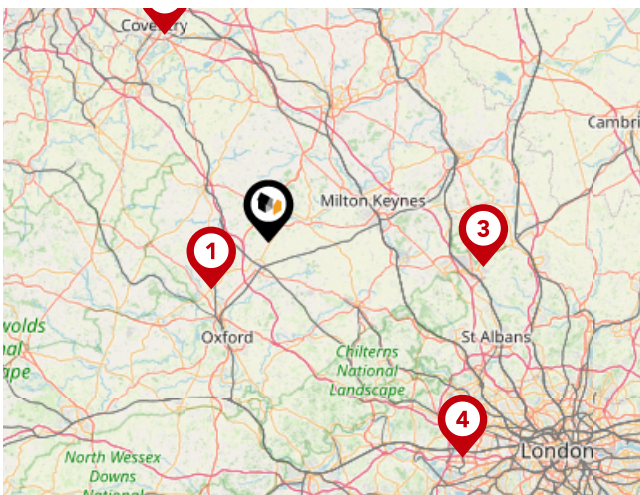 Coventry
Cambri
Milton Keynes
3
1
wolds
nal
ape
Oxford
St Albans
Chilterns
National
Landscape
4
London
North Wessex
Downs
National